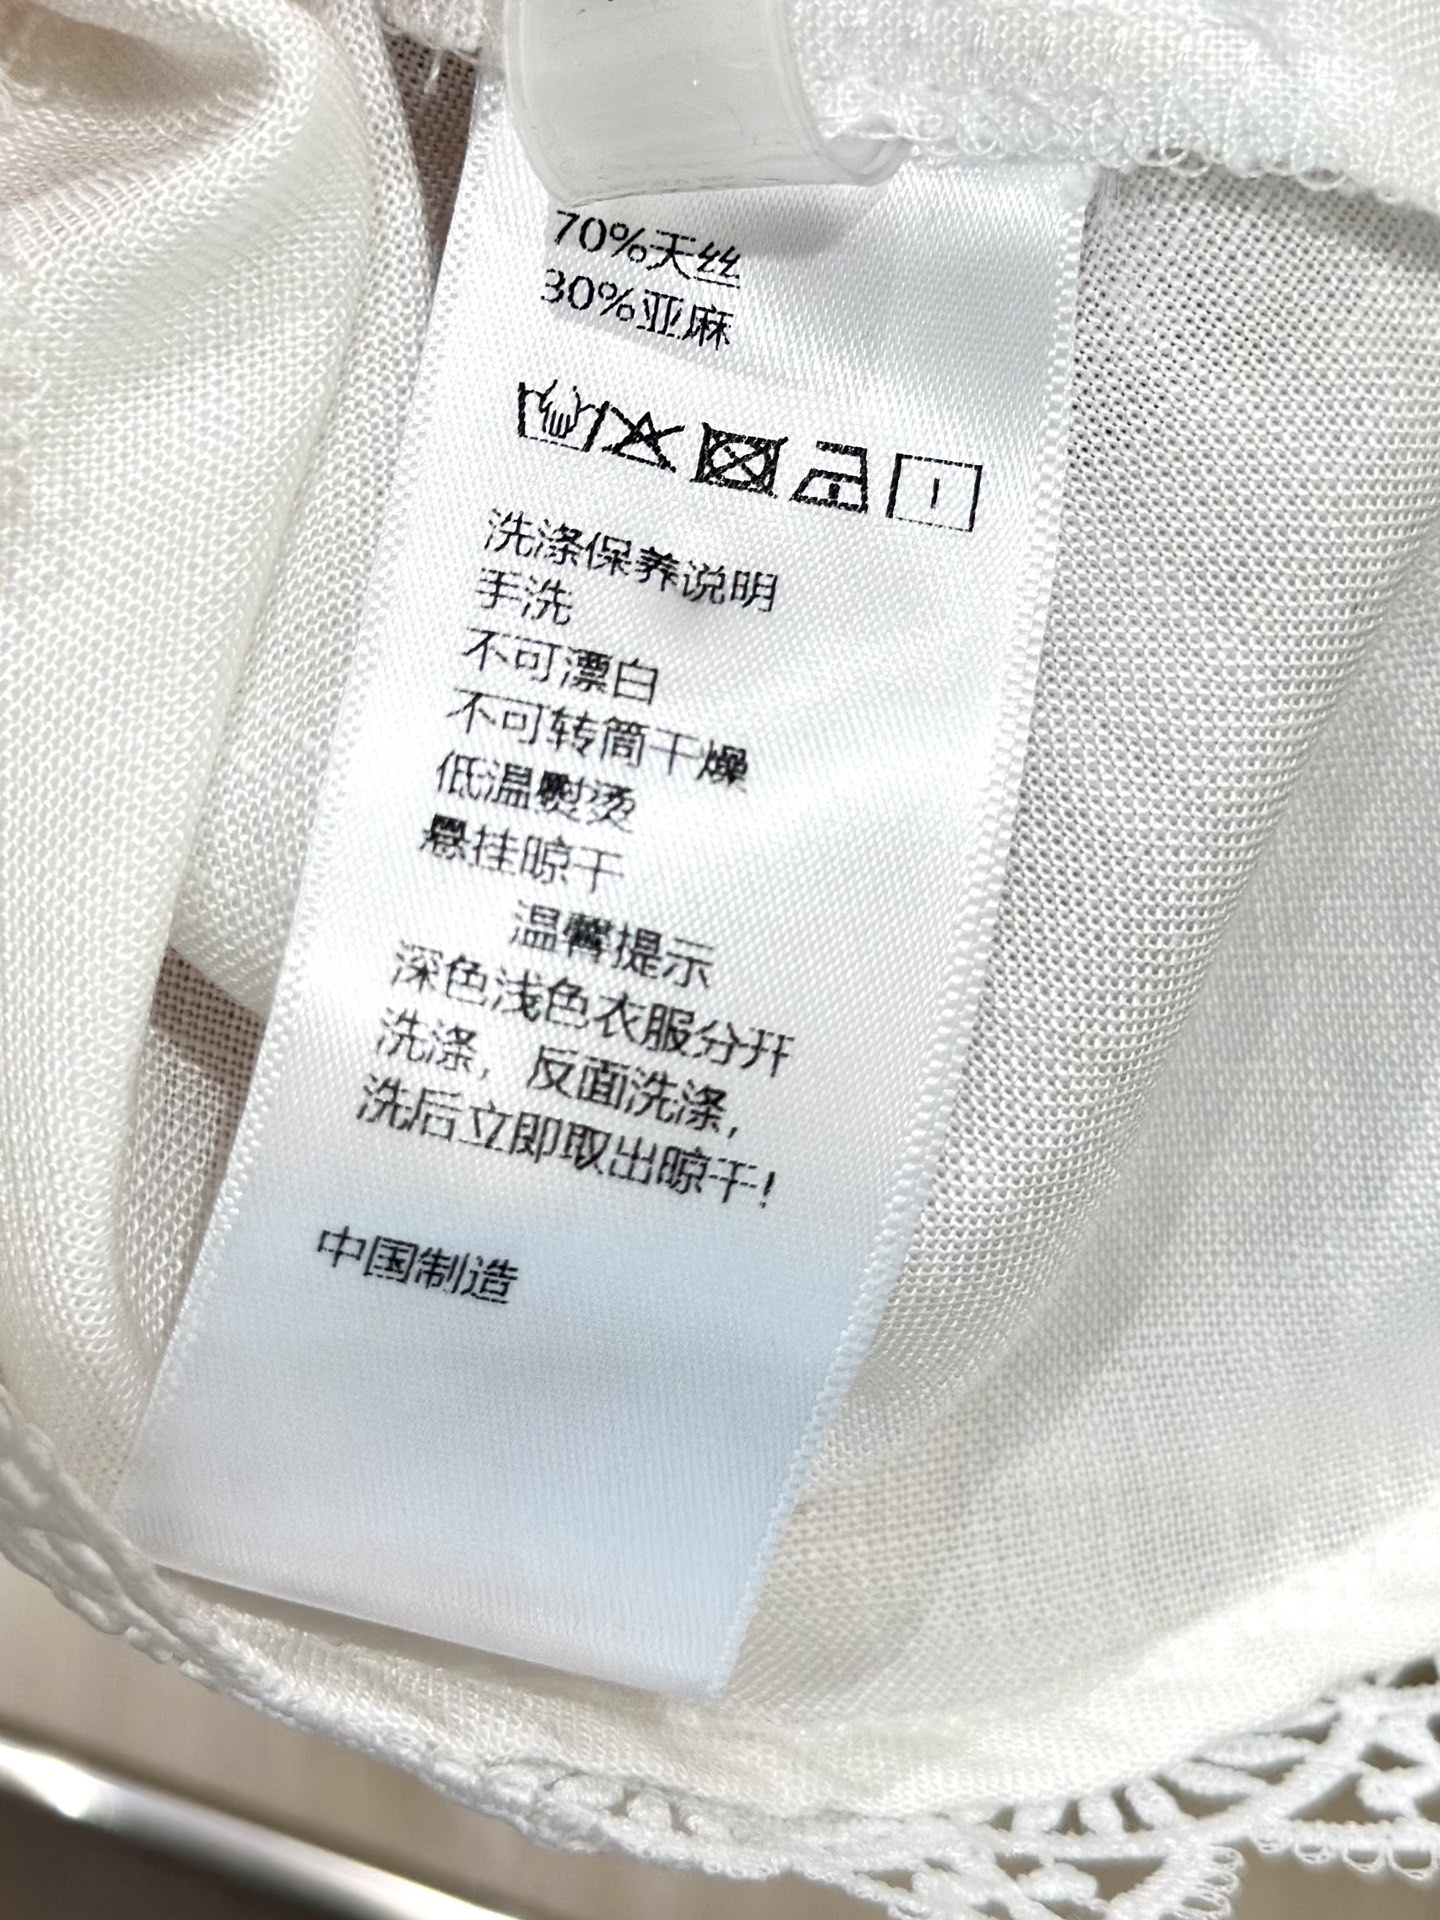 70%天丝
30%亚麻
洗涤保养说明
手洗
不可漂白
不可转筒干燥
低温熨烫
悬挂晾干
温馨提示
深色浅色衣服分开
洗涤，反面洗涤，
洗后立即取出晾干！
中国制造